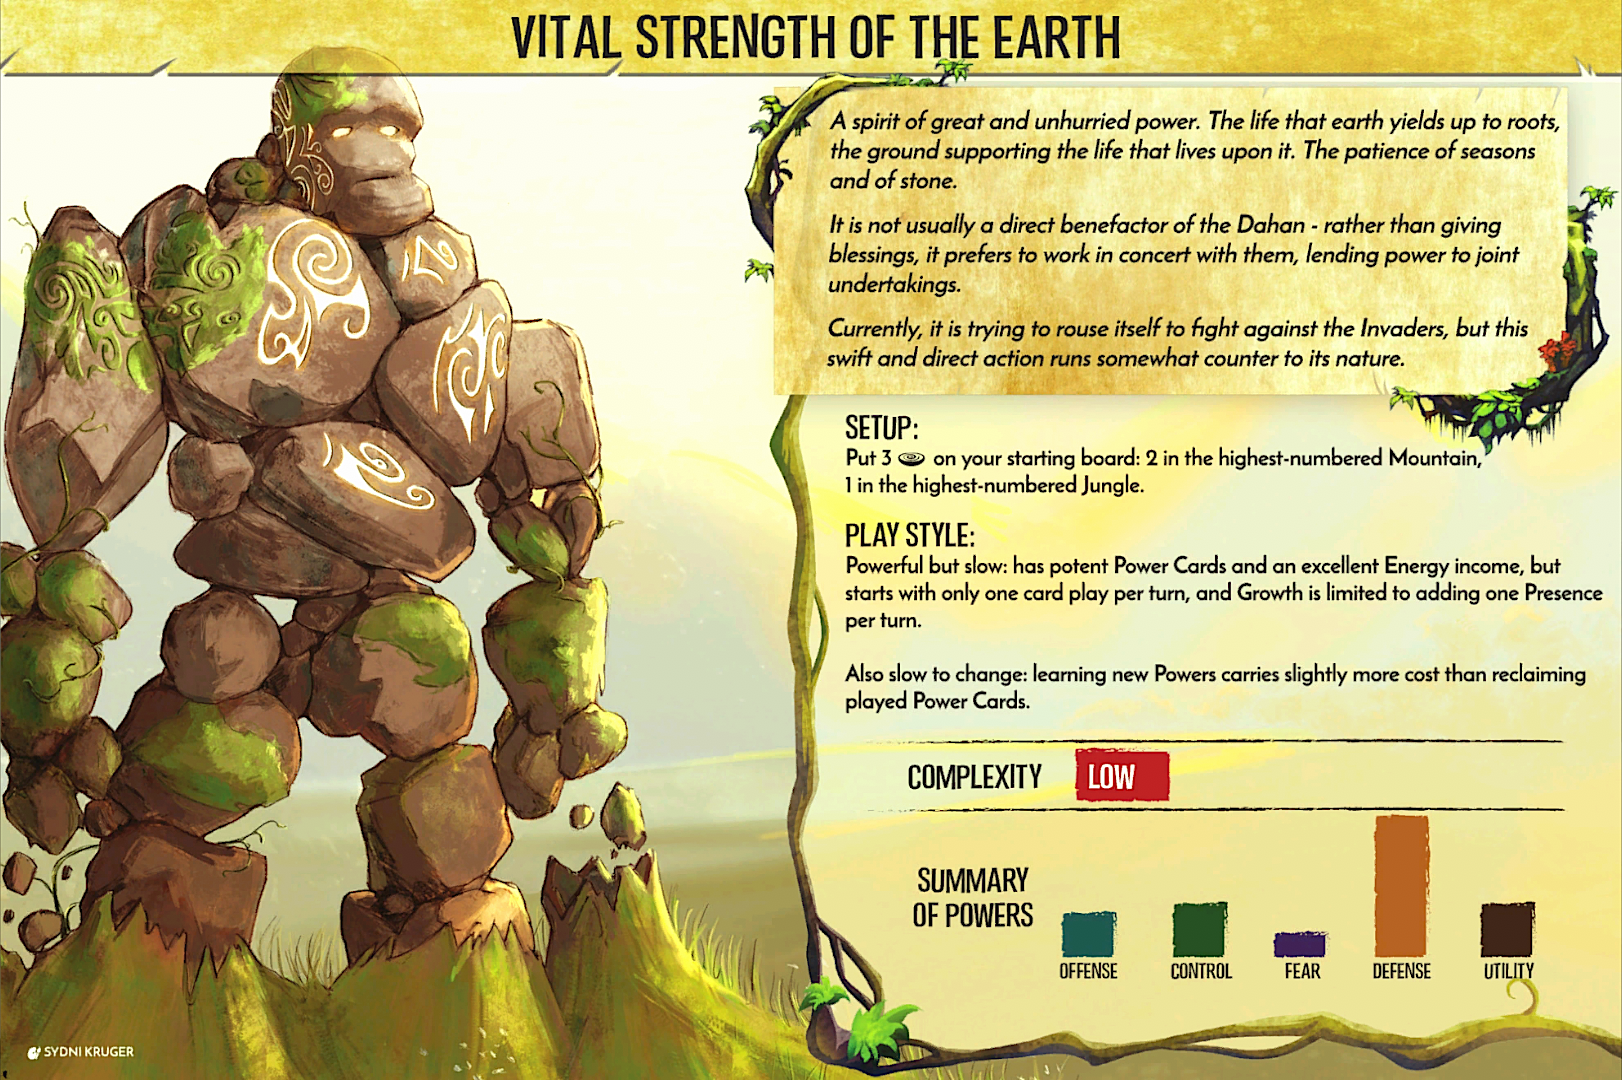 VITAL STRENGTH OF THE EARTH
A spirit of great and unhurried power. The life that earth yields up to roots,
the ground supporting the life that lives upon it. The patience of seasons
and of stone.
It is not usually a direct benefactor of the Dahan - rather than giving
blessings, it prefers to work in concert with them, lending power to joint
undertakings.
Currently, it is trying to rouse itself to fight against the Invaders, but this
swift and direct action runs somewhat counter to its nature.
SETUP:
Put 3 on your starting board: 2 in the highest-numbered Mountain,
1 in the highest-numbered Jungle.
PLAY STYLE:
Powerful but slow: has potent Power Cards and an excellent Energy income, but
starts with only one card play per turn, and Growth is limited to adding one Presence
per turn.
Also slow to change: learning new Powers carries slightly more cost than reclaiming
played Power Cards.
COMPLEXITY LOW
SUMMARY
OF POWERS
OFFENSE CONTROL FEAR DEFENSE UTILITY
SYDNI KRUGER